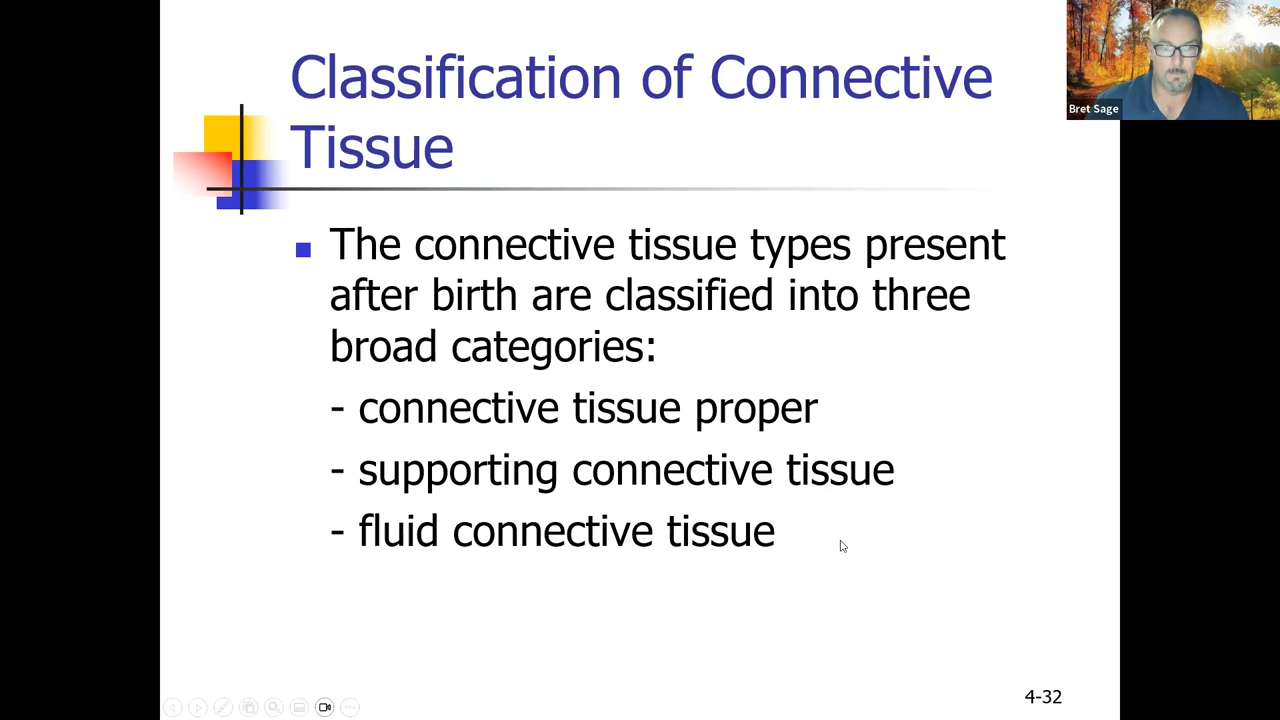 Classification of Connective
Tissue
The connective tissue types present
after birth are classified into three
broad categories:
- connective tissue proper
- supporting connective tissue
- fluid connective tissue
4-32
Bret Sage